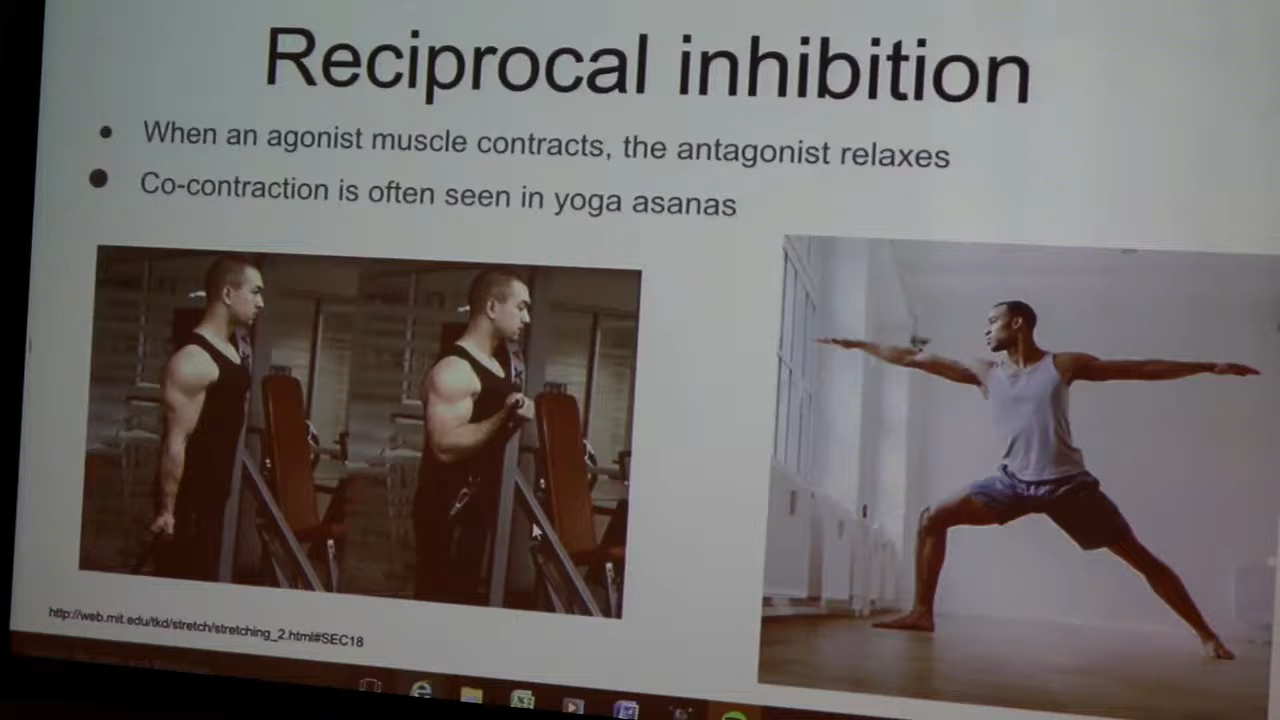 Reciprocal inhibition
When an agonist muscle contracts, the antagonist relaxes
Co-contraction is often seen in yoga asanas
http://web.mit.edu/tkd/stretch/stretching_2.html#SEC18